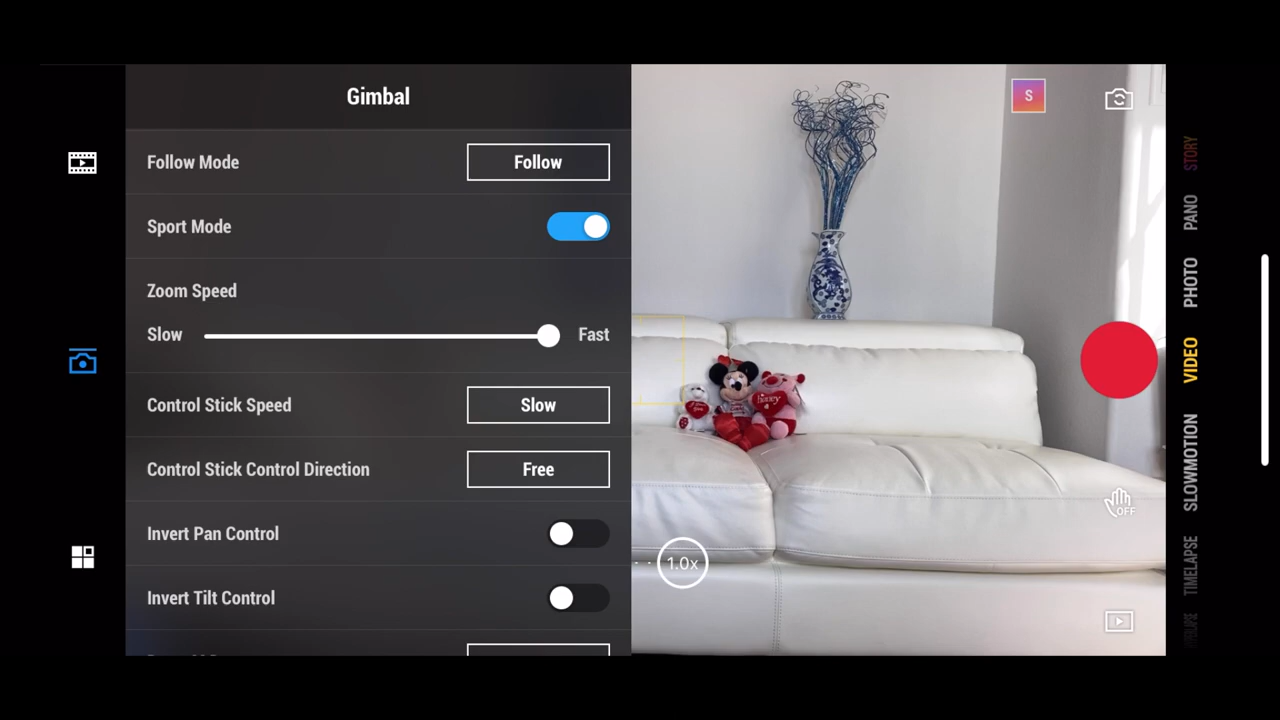 Gimbal
Follow Mode
Follow
Sport Mode
Zoom Speed
Slow
Fast
Control Stick Speed
Slow
Control Stick Control Direction
Free
Invert Pan Control
Invert Tilt Control
S
honey
1.0x
OFF
STORY
PANO
PHOTO
VIDEO
SLOWMOTION
TIMELAPSE